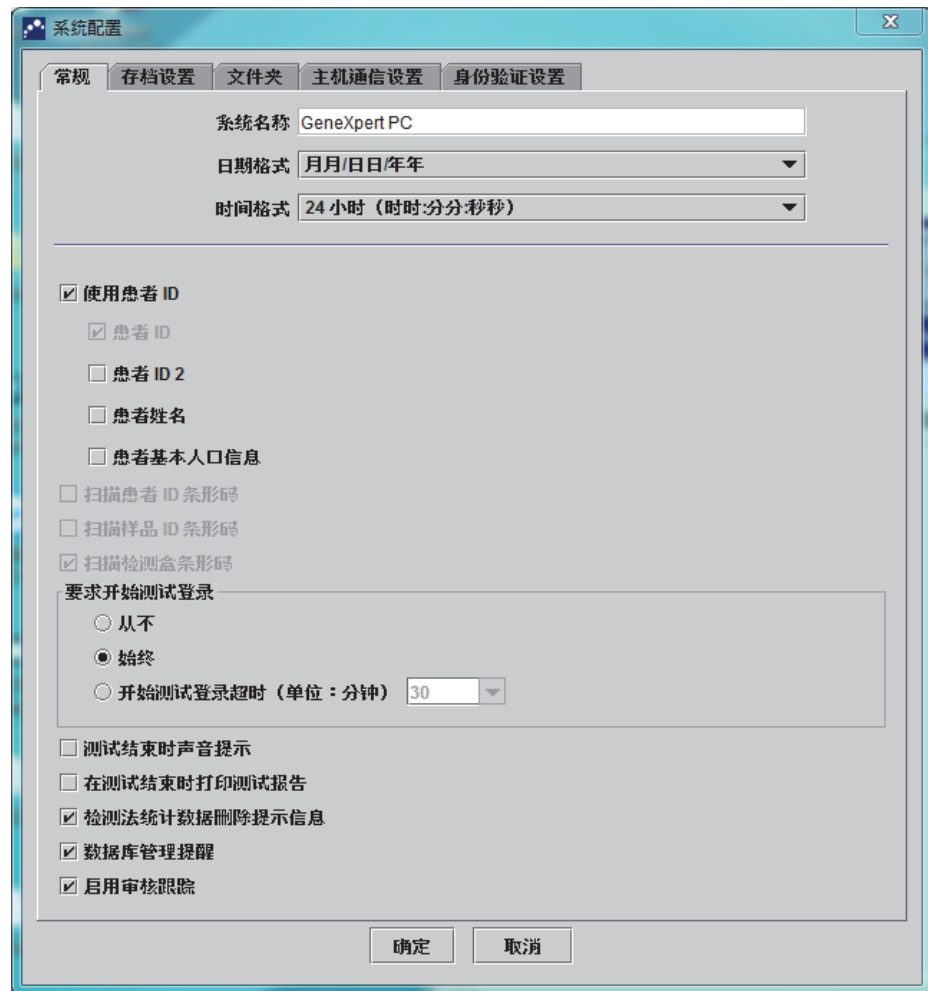 系统配置
常规 存档设置 文件夹 主机通信设置 身份验证设置
系统名称 GeneXpert PC
日期格式 月月/日日/年年
时间格式 24 小时（时时:分分:秒秒）
使用患者 ID
患者 ID
患者 ID 2
患者姓名
患者基本人口信息
扫描患者 ID 条形码
扫描样品 ID 条形码
扫描检测盒条形码
要求开始测试登录
从不
始终
开始测试登录超时（单位：分钟） 30
测试结束时声音提示
在测试结束时打印测试报告
检测法统计数据删除提示信息
数据库管理提醒
启用审核跟踪
确定 取消